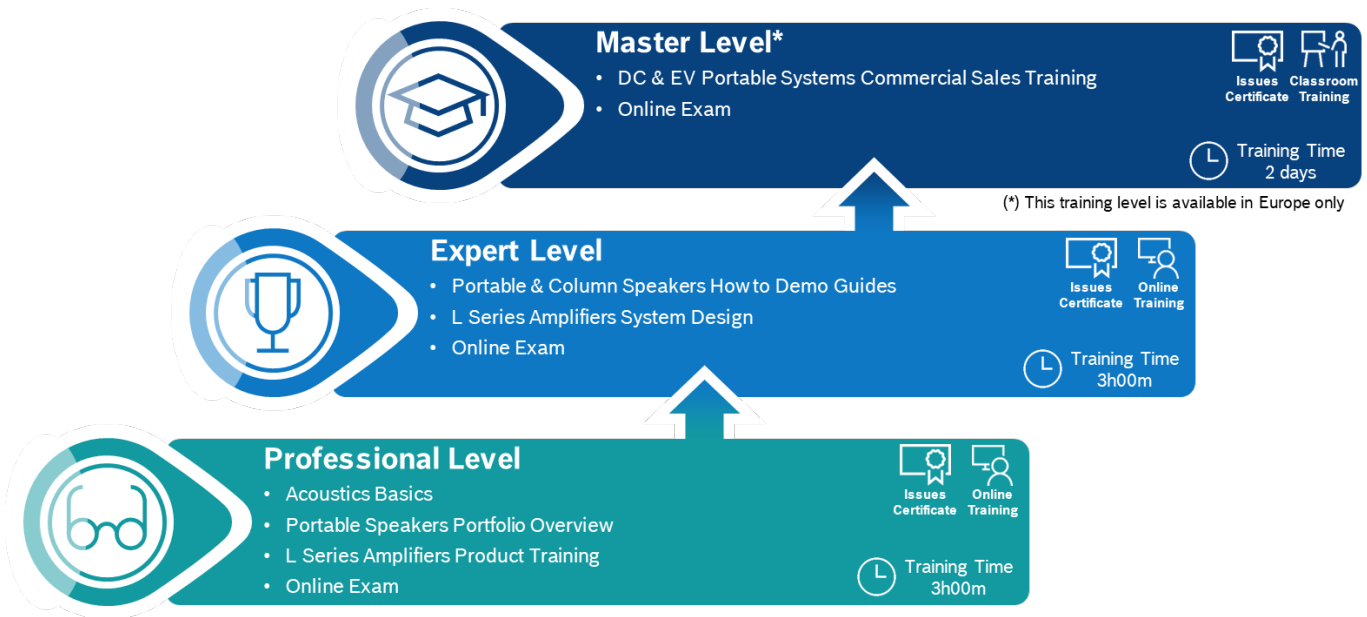 Master Level*
• DC & EV Portable Systems Commercial Sales Training
• Online Exam
Issues Certificate
Classroom Training
Training Time
2 days
(*) This training level is available in Europe only
Expert Level
• Portable & Column Speakers How to Demo Guides
• L Series Amplifiers System Design
• Online Exam
Issues Certificate
Online Training
Training Time
3h00m
Professional Level
• Acoustics Basics
• Portable Speakers Portfolio Overview
• L Series Amplifiers Product Training
• Online Exam
Issues Certificate
Online Training
Training Time
3h00m